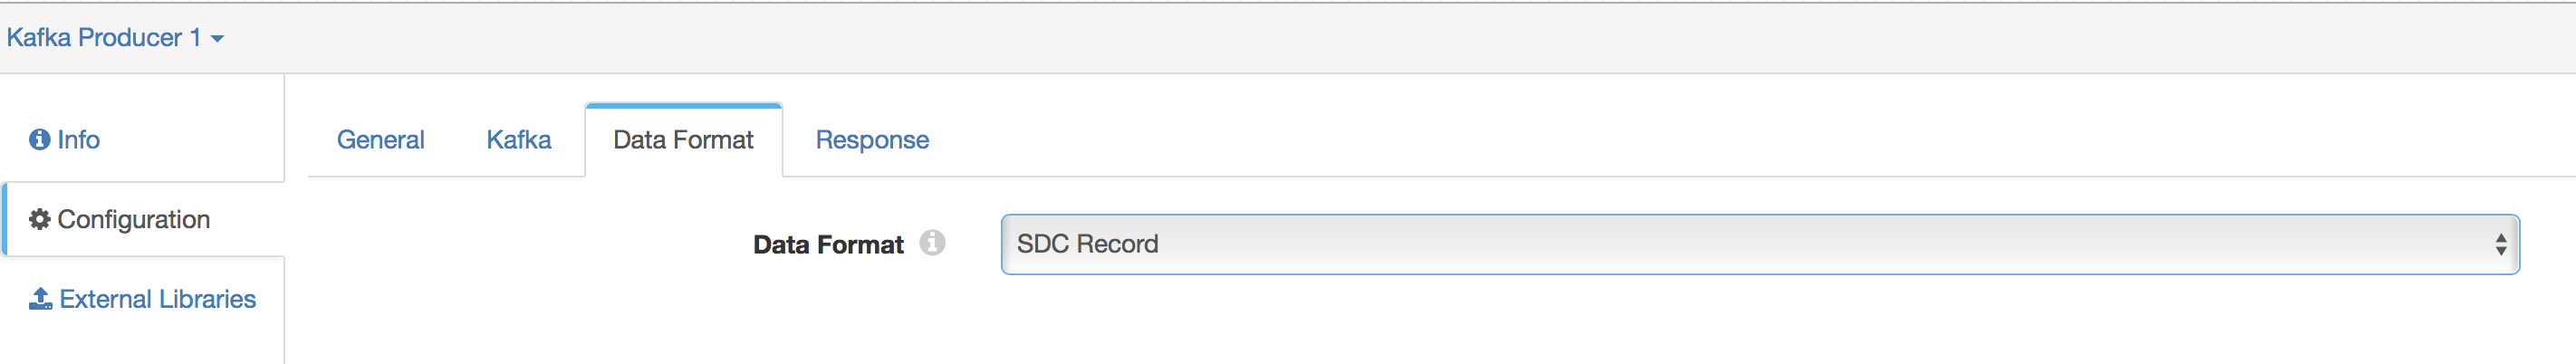 Kafka Producer 1
Info
General Kafka Data Format Response
Configuration
Data Format SDC Record
External Libraries